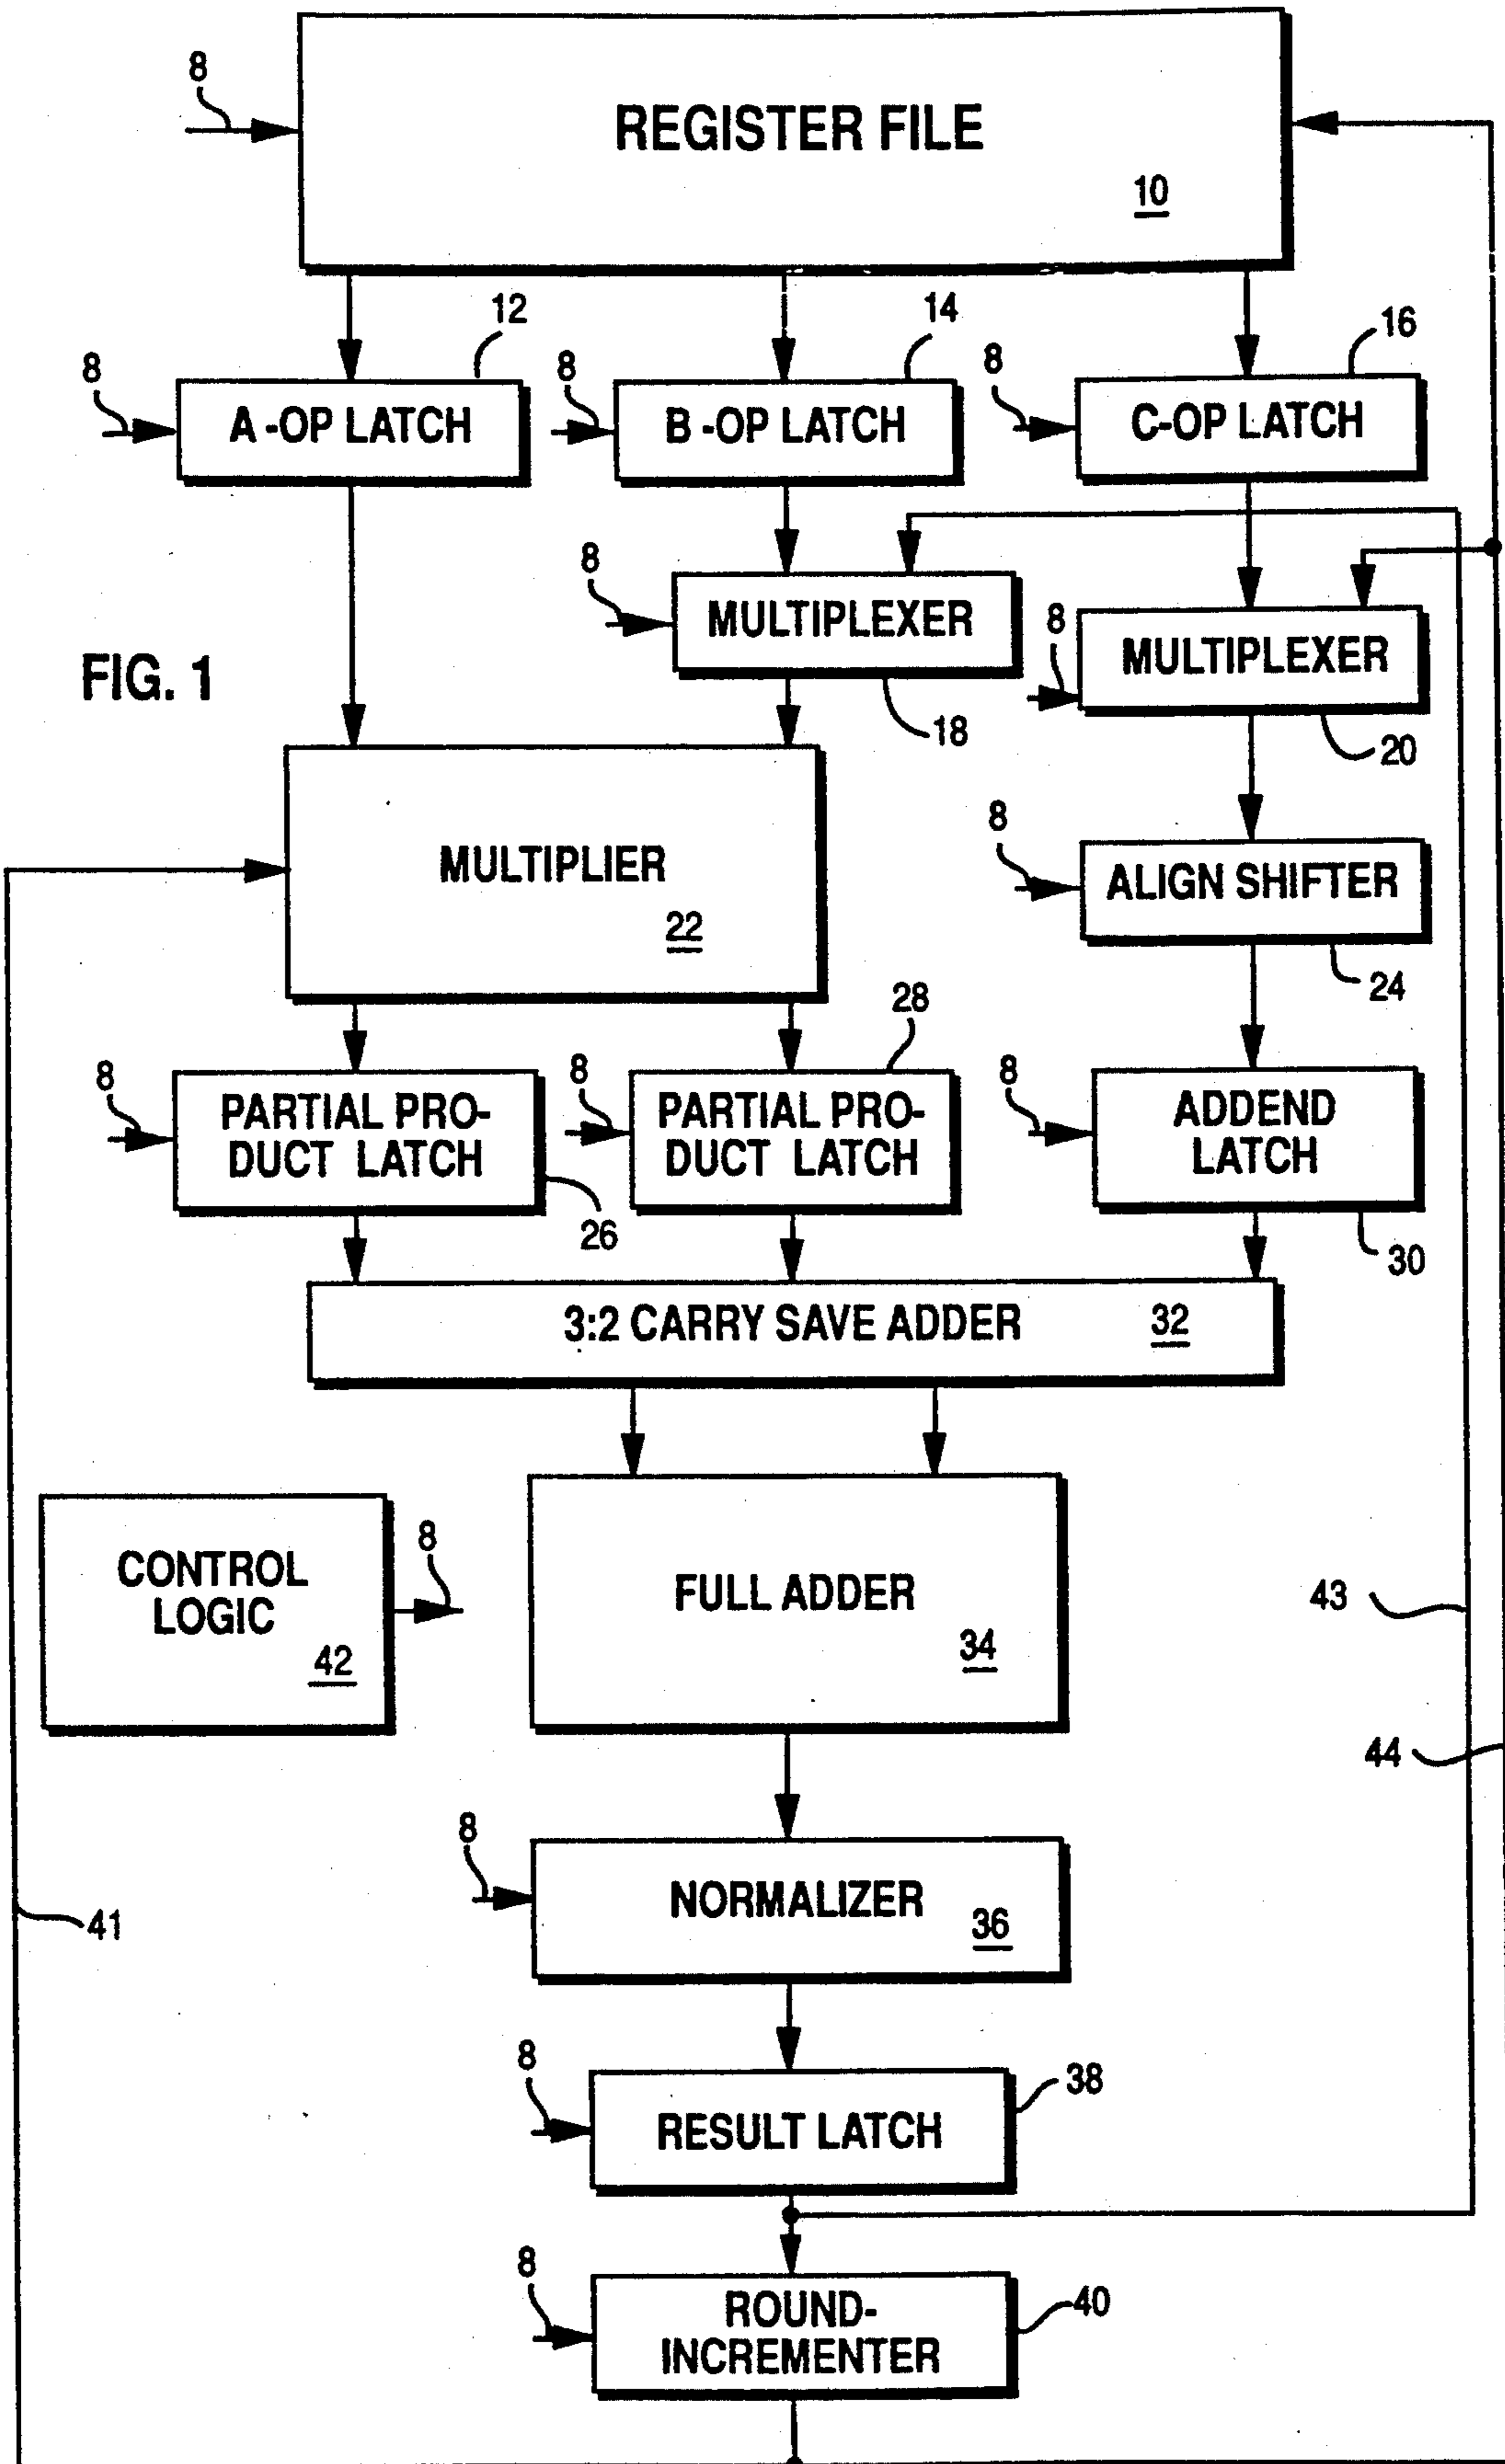 8
REGISTER FILE
10
12
14
16
8
A-OP LATCH
8
B-OP LATCH
8
C-OP LATCH
8
MULTIPLEXER
18
8
MULTIPLEXER
20
FIG. 1
MULTIPLIER
22
8
ALIGN SHIFTER
24
8
PARTIAL PRO-
DUCT LATCH
26
8
28
PARTIAL PRO-
DUCT LATCH
8
ADDEND
LATCH
30
3:2 CARRY SAVE ADDER 32
CONTROL
LOGIC
42
8
FULL ADDER
34
43
44
8
NORMALIZER
36
41
8
RESULT LATCH
38
8
ROUND-
INCREMENTER
40